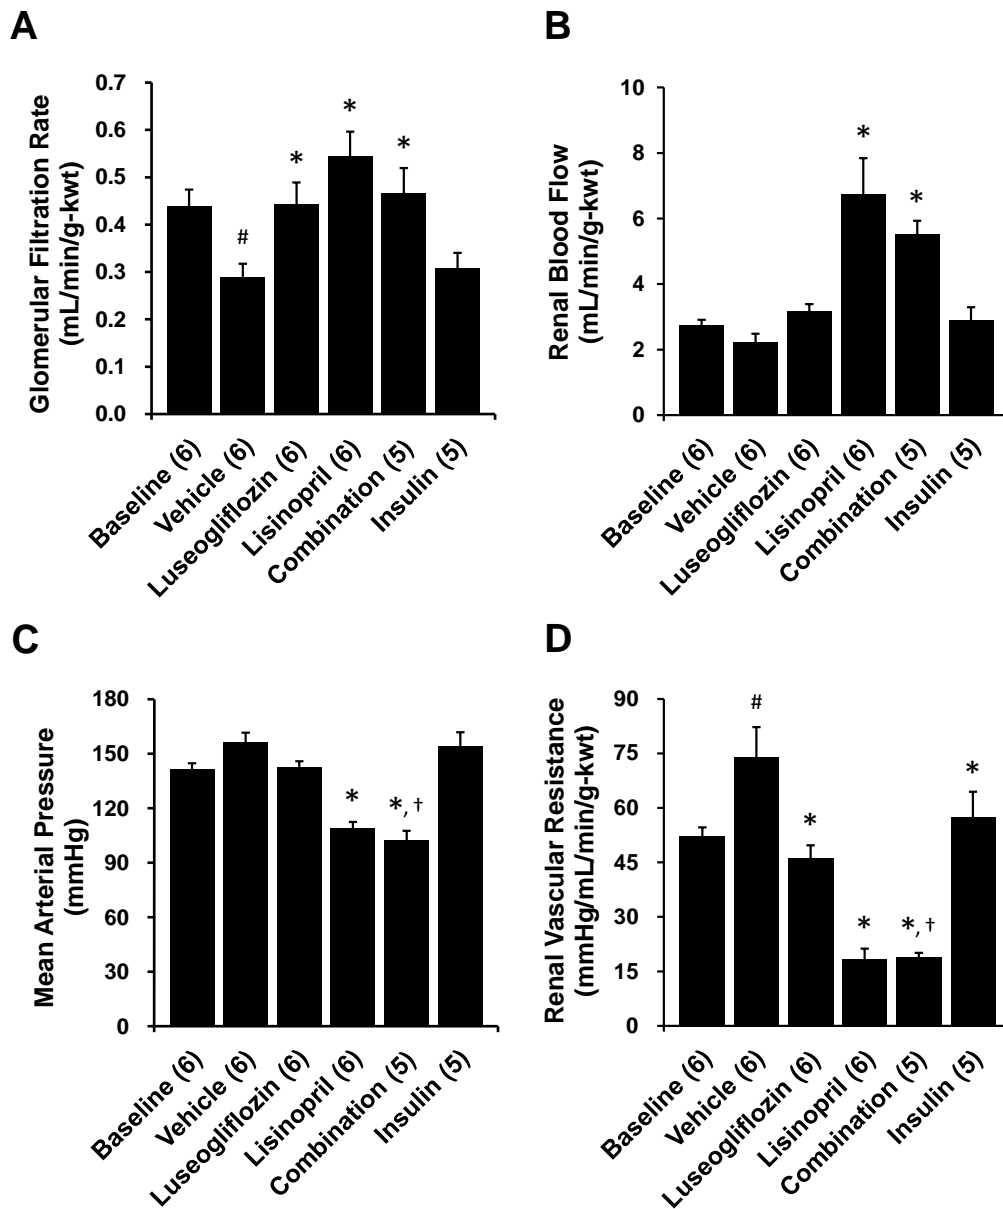 A
Glomerular Filtration Rate
(mL/min/g-kwt)
0.7
0.6
0.5
0.4
0.3
0.2
0.1
0.0
#
*
*
*
Baseline (6)
Vehicle (6)
Luseogliflozin (6)
Lisinopril (6)
Combination (5)
Insulin (5)
B
Renal Blood Flow
(mL/min/g-kwt)
10
8
6
4
2
0
*
*
Baseline (6)
Vehicle (6)
Luseogliflozin (6)
Lisinopril (6)
Combination (5)
Insulin (5)
C
Mean Arterial Pressure
(mmHg)
180
150
120
90
60
30
0
*
*, †
Baseline (6)
Vehicle (6)
Luseogliflozin (6)
Lisinopril (6)
Combination (5)
Insulin (5)
D
Renal Vascular Resistance
(mmHg/mL/min/g-kwt)
90
75
60
45
30
15
0
#
*
*
*, †
*
Baseline (6)
Vehicle (6)
Luseogliflozin (6)
Lisinopril (6)
Combination (5)
Insulin (5)